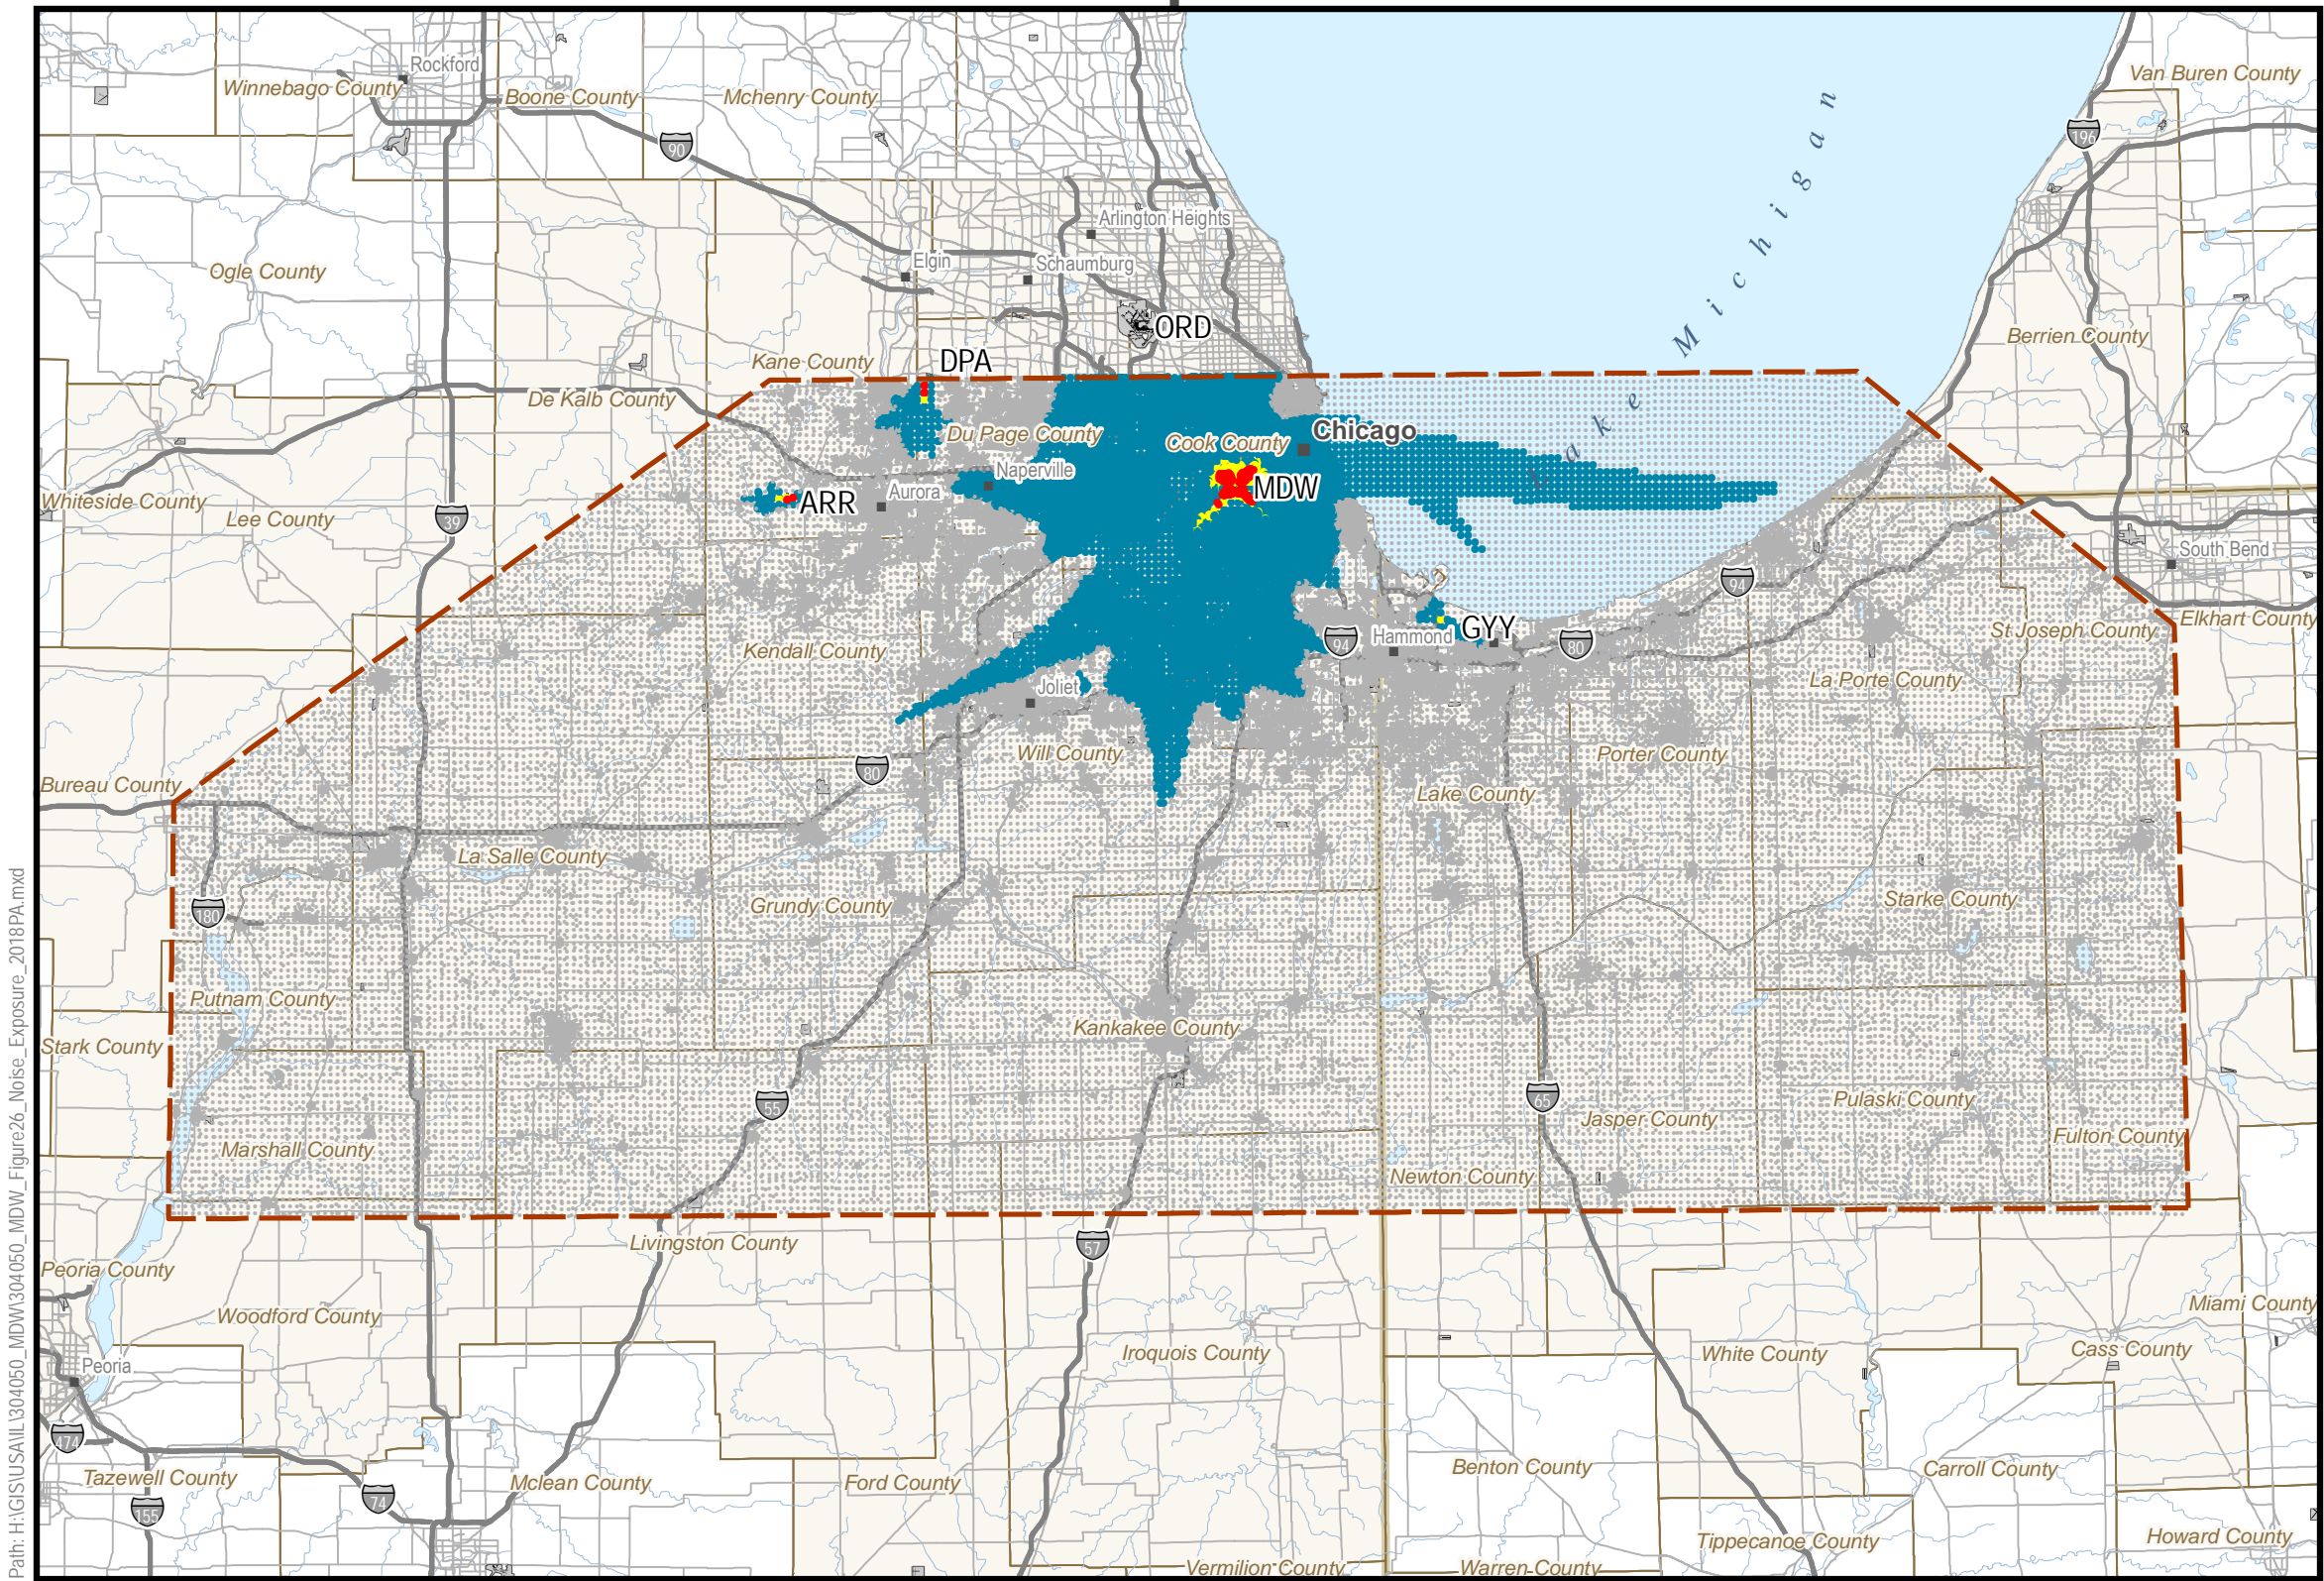 Rockford
Winnebago County
Boone County
Mchenry County
Van Buren County
90
196
Arlington Heights
Ogle County
Elgin
Schaumburg
Lake Michigan
ORD
Berrien County
Kane County
DPA
De Kalb County
Du Page County
Cook County
Chicago
Naperville
MDW
Whiteside County
Lee County
39
ARR
Aurora
South Bend
94
Elkhart County
St Joseph County
GYY
Hammond
94
80
Kendall County
La Porte County
Joliet
Will County
Porter County
80
Bureau County
Lake County
La Salle County
Grundy County
180
Starke County
Putnam County
Kankakee County
Stark County
55
65
Jasper County
Pulaski County
Marshall County
Fulton County
Newton County
Livingston County
57
Peoria County
Woodford County
Miami County
Iroquois County
White County
Cass County
Peoria
474
Tazewell County
74
155
Mclean County
Ford County
Benton County
Carroll County
Tippecanoe County
Howard County
Vermilion County
Warren County
Path: H:\GIS\USA\IL\304050_MDW\304050_MDW_Figure26_Noise_Exposure_2018PA.mxd